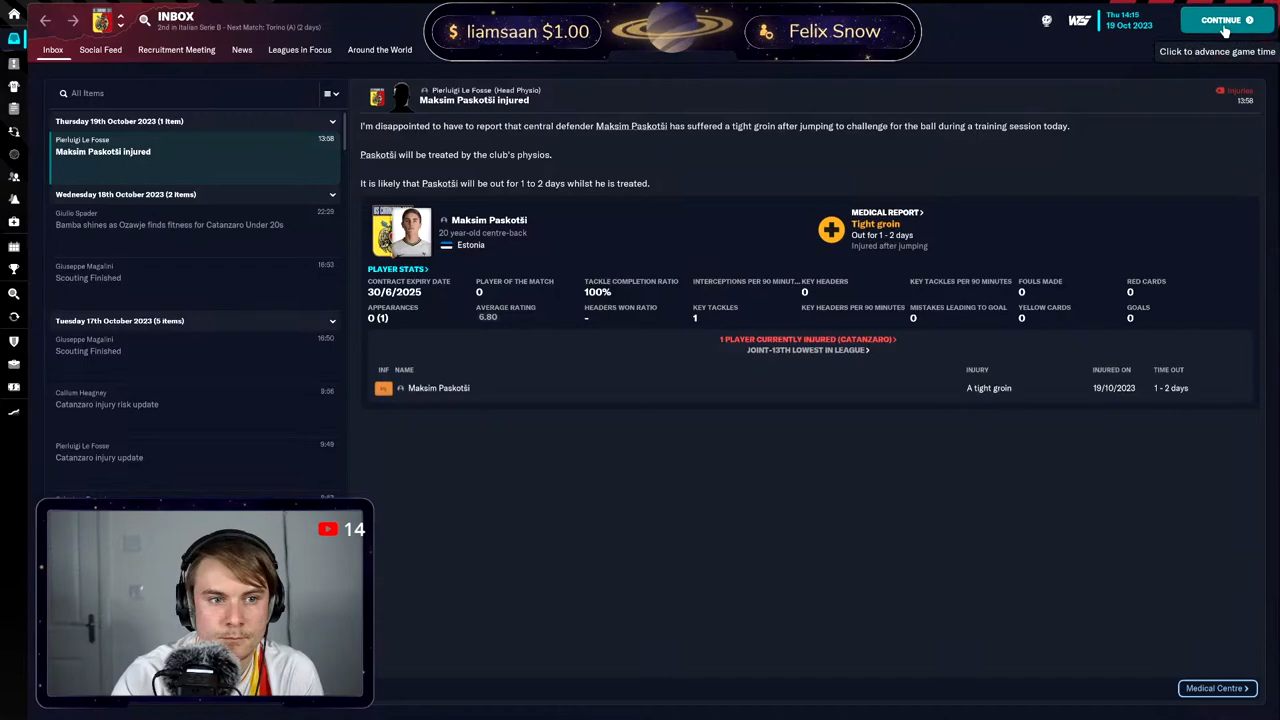 INBOX
2nd in Italian Serie B - Next Match: Torino (A) (2 days)
$ liamsaan $1.00
Felix Snow
Thu 14:15
19 Oct 2023
CONTINUE
Click to advance game time
Inbox
Social Feed
Recruitment Meeting
News
Leagues in Focus
Around the World
All Items
Thursday 19th October 2023 (1 Item)
Pierluigi Le Fosse
13:58
Maksim Paskotši injured
Wednesday 18th October 2023 (2 Items)
Giulio Spader
22:29
Bamba shines as Ozawje finds fitness for Catanzaro Under 20s
Giuseppe Magalini
16:53
Scouting Finished
Tuesday 17th October 2023 (5 items)
Giuseppe Magalini
16:50
Scouting Finished
Callum Heagney
9:56
Catanzaro injury risk update
Pierluigi Le Fosse
9:49
Catanzaro injury update
14
Pierluigi Le Fosse (Head Physio)
Maksim Paskotši injured
Injuries
13:58
I'm disappointed to have to report that central defender Maksim Paskotši has suffered a tight groin after jumping to challenge for the ball during a training session today.
Paskotši will be treated by the club's physios.
It is likely that Paskotši will be out for 1 to 2 days whilst he is treated.
Maksim Paskotši
20 year-old centre-back
Estonia
MEDICAL REPORT
Tight groin
Out for 1 - 2 days
Injured after jumping
PLAYER STATS
CONTRACT EXPIRY DATE
30/6/2025
PLAYER OF THE MATCH
0
TACKLE COMPLETION RATIO
100%
INTERCEPTIONS PER 90 MINUT...
KEY HEADERS
0
KEY TACKLES PER 90 MINUTES
FOULS MADE
0
RED CARDS
0
APPEARANCES
0 (1)
AVERAGE RATING
6.80
HEADERS WON RATIO
-
KEY TACKLES
1
KEY HEADERS PER 90 MINUTES
MISTAKES LEADING TO GOAL
0
YELLOW CARDS
0
GOALS
0
1 PLAYER CURRENTLY INJURED (CATANZARO)
JOINT-13TH LOWEST IN LEAGUE
INF
NAME
INJURY
INJURED ON
TIME OUT
Maksim Paskotši
A tight groin
19/10/2023
1 - 2 days
Medical Centre